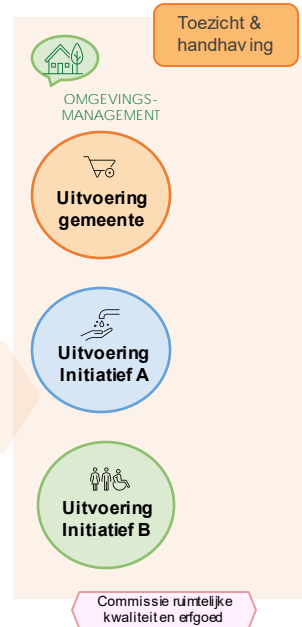 Toezicht &
handhaving
OMGEVINGS-
MANAGEMENT
Uitvoering
gemeente
Uitvoering
Initiatief A
Uitvoering
Initiatief B
Commissie ruimtelijke
kwaliteit en erfgoed